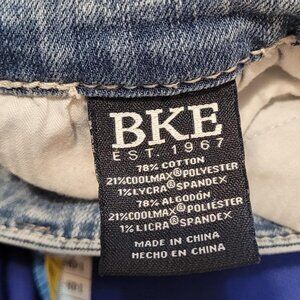 BKE
EST. 1967
78% COTTON
21%COOLMAX®POLYESTER
1%LYCRA®SPANDEX
78% ALGODÓN
21%COOLMAX®POLIÉSTER
1% LICRA®SPANDEX
MADE IN CHINA
HECHO EN CHINA